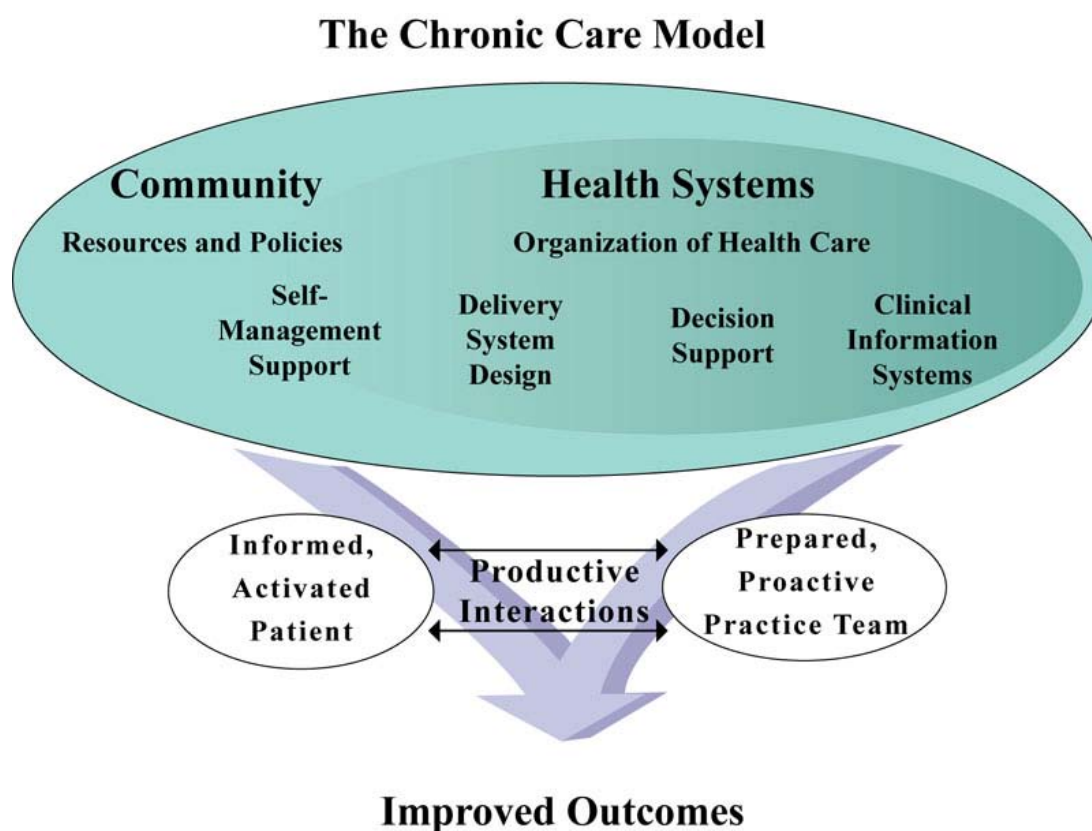 The Chronic Care Model
Community
Resources and Policies
Health Systems
Organization of Health Care
Self-
Management
Support
Delivery
System
Design
Decision
Support
Clinical
Information
Systems
Informed,
Activated
Patient
Productive
Interactions
Prepared,
Proactive
Practice Team
Improved Outcomes